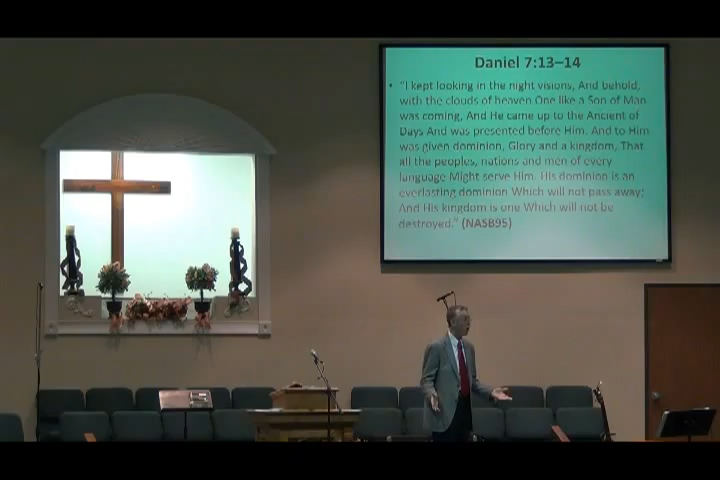 Daniel 7:13–14
• "I kept looking in the night visions, And behold,
with the clouds of heaven One like a Son of Man
was coming, And He came up to the Ancient of
Days And was presented before Him. And to Him
was given dominion, Glory and a kingdom, That
all the peoples, nations and men of every
language Might serve Him. His dominion is an
everlasting dominion Which will not pass away;
And His kingdom is one Which will not be
destroyed." (NASB95)